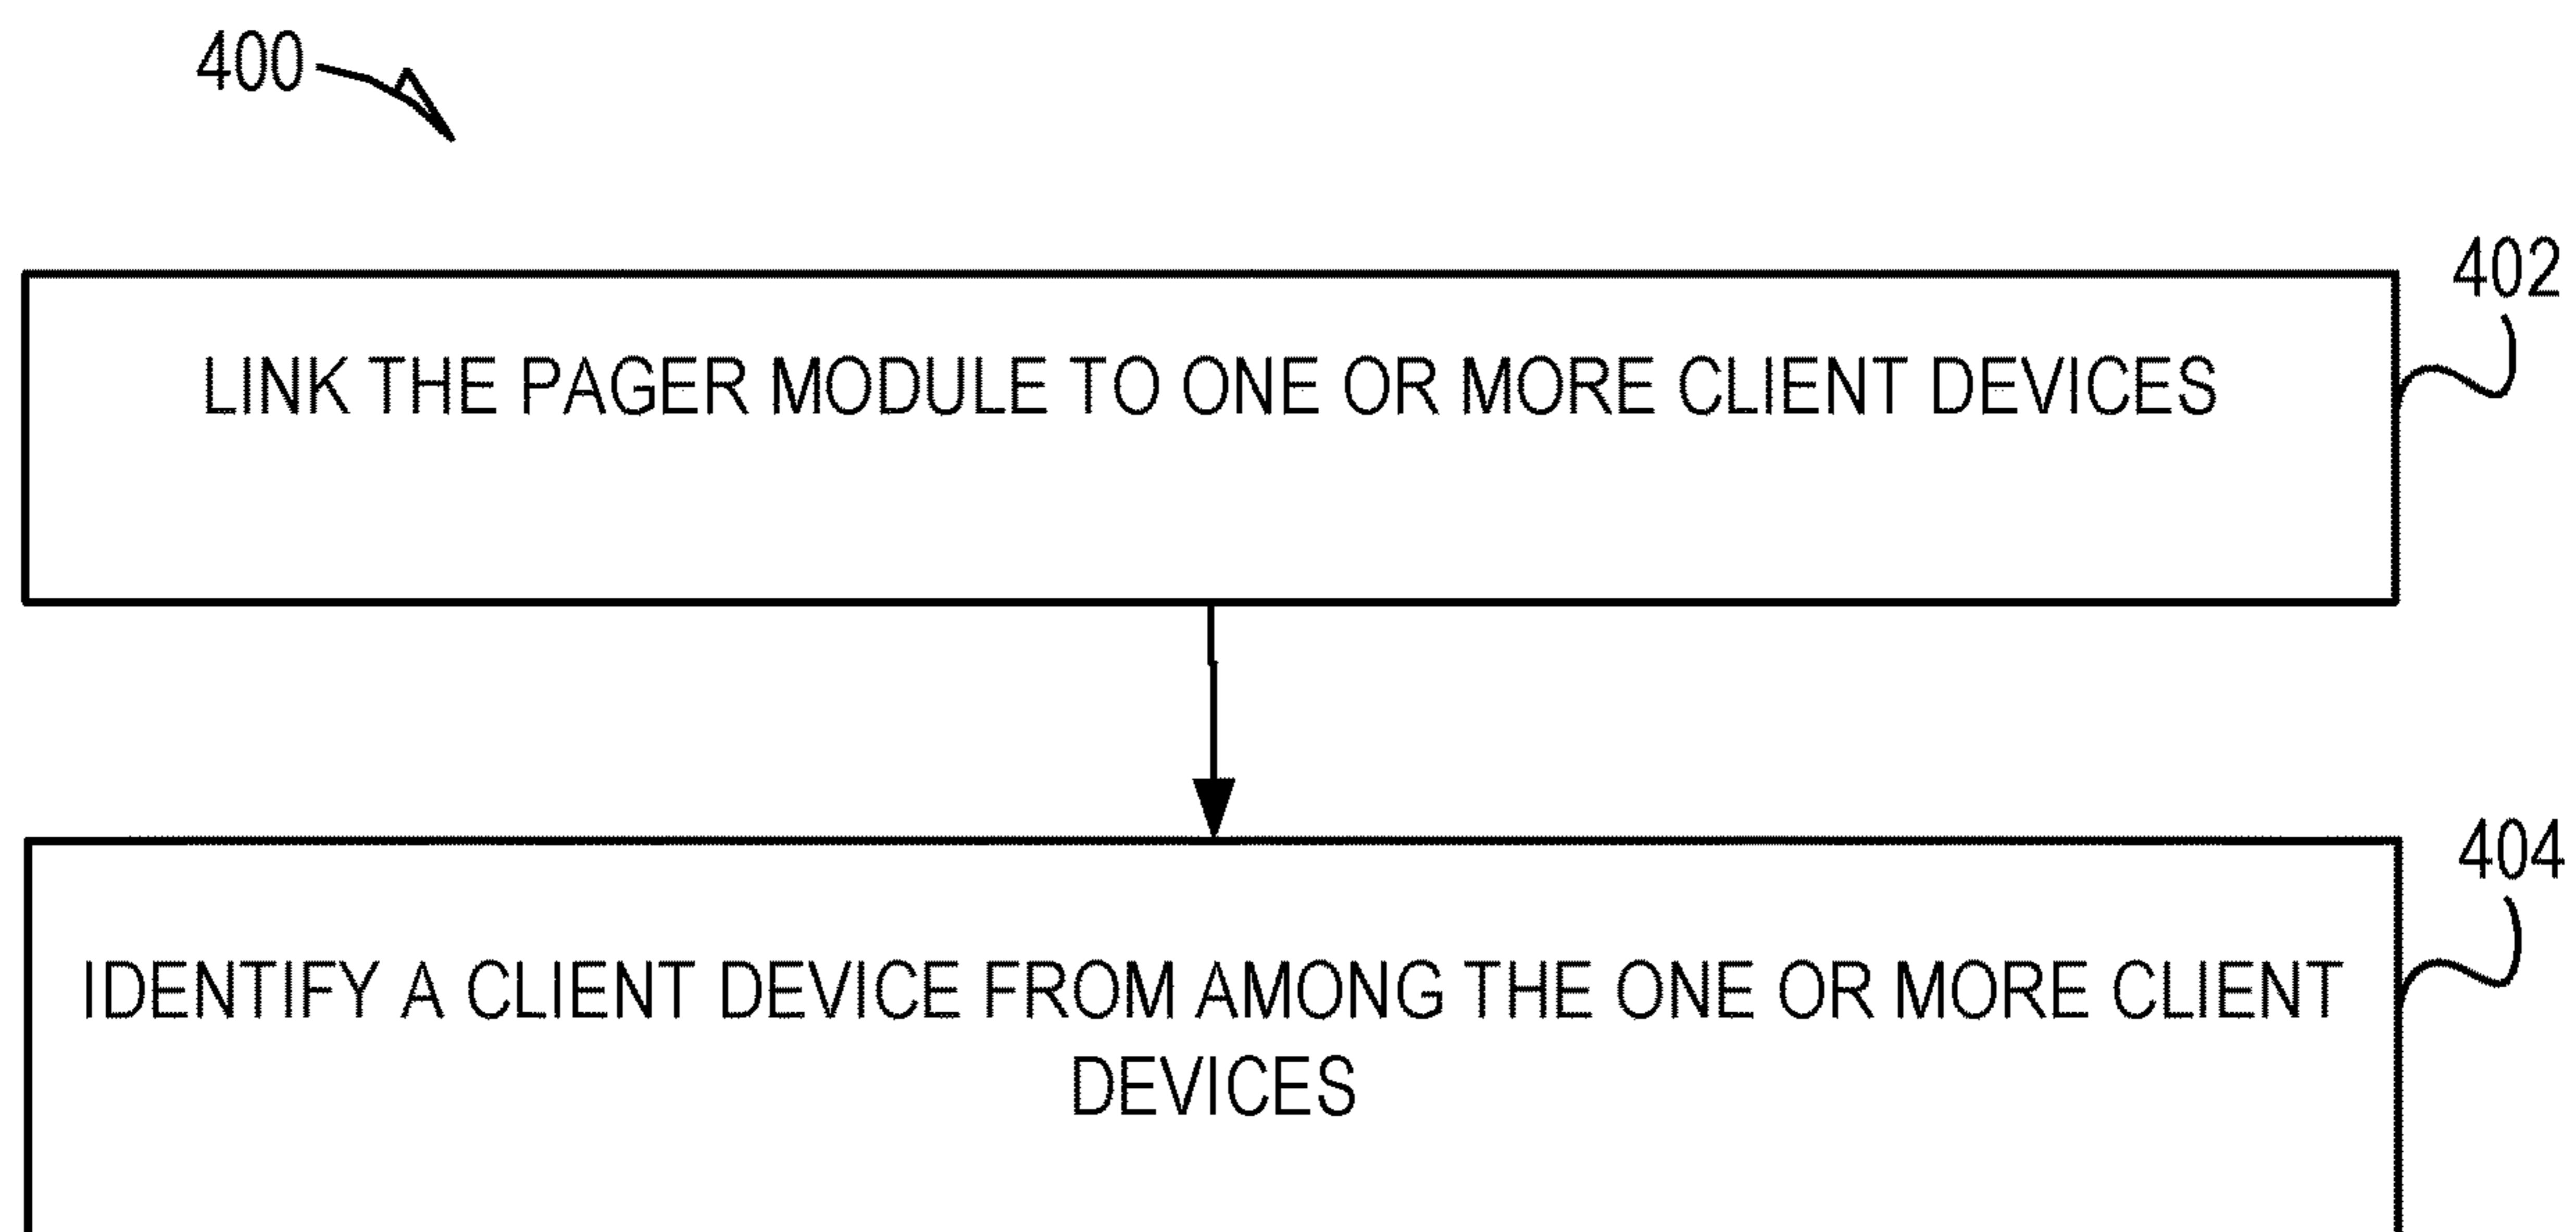 400
402
LINK THE PAGER MODULE TO ONE OR MORE CLIENT DEVICES
404
IDENTIFY A CLIENT DEVICE FROM AMONG THE ONE OR MORE CLIENT
DEVICES